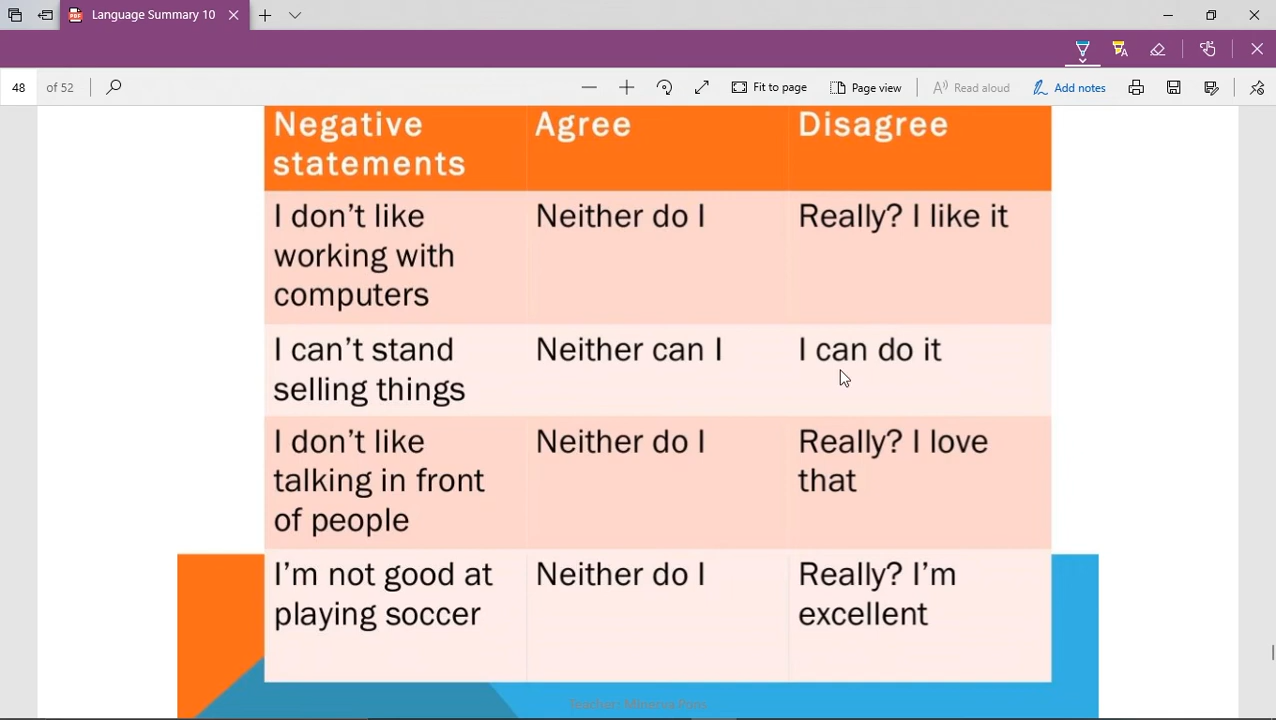 Language Summary 10
48 of 52
Fit to page
Page view
Read aloud
Add notes
Negative statements
Agree
Disagree
I don't like
working with
computers
Neither do I
Really? I like it
I can't stand
selling things
Neither can I
I can do it
I don't like
talking in front
of people
Neither do I
Really? I love
that
I'm not good at
playing soccer
Neither do I
Really? I'm
excellent
Teacher: Minerva Pons